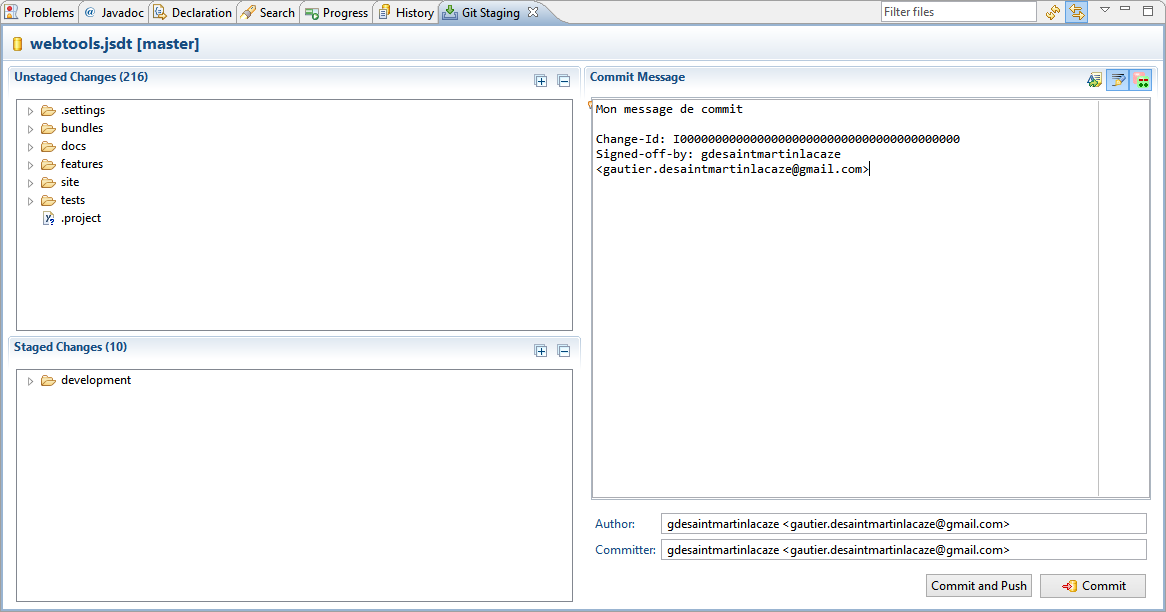 Problems @ Javadoc Declaration Search Progress History Git Staging Filter files
webtools.jsdt [master]
Unstaged Changes (216)
.settings
bundles
docs
features
site
tests
.project
Staged Changes (10)
development
Commit Message
Mon message de commit
Change-Id: I0000000000000000000000000000000000000000
Signed-off-by: gdesaintmartinlacaze
<gautier.desaintmartinlacaze@gmail.com>
Author: gdesaintmartinlacaze <gautier.desaintmartinlacaze@gmail.com>
Committer: gdesaintmartinlacaze <gautier.desaintmartinlacaze@gmail.com>
Commit and Push Commit